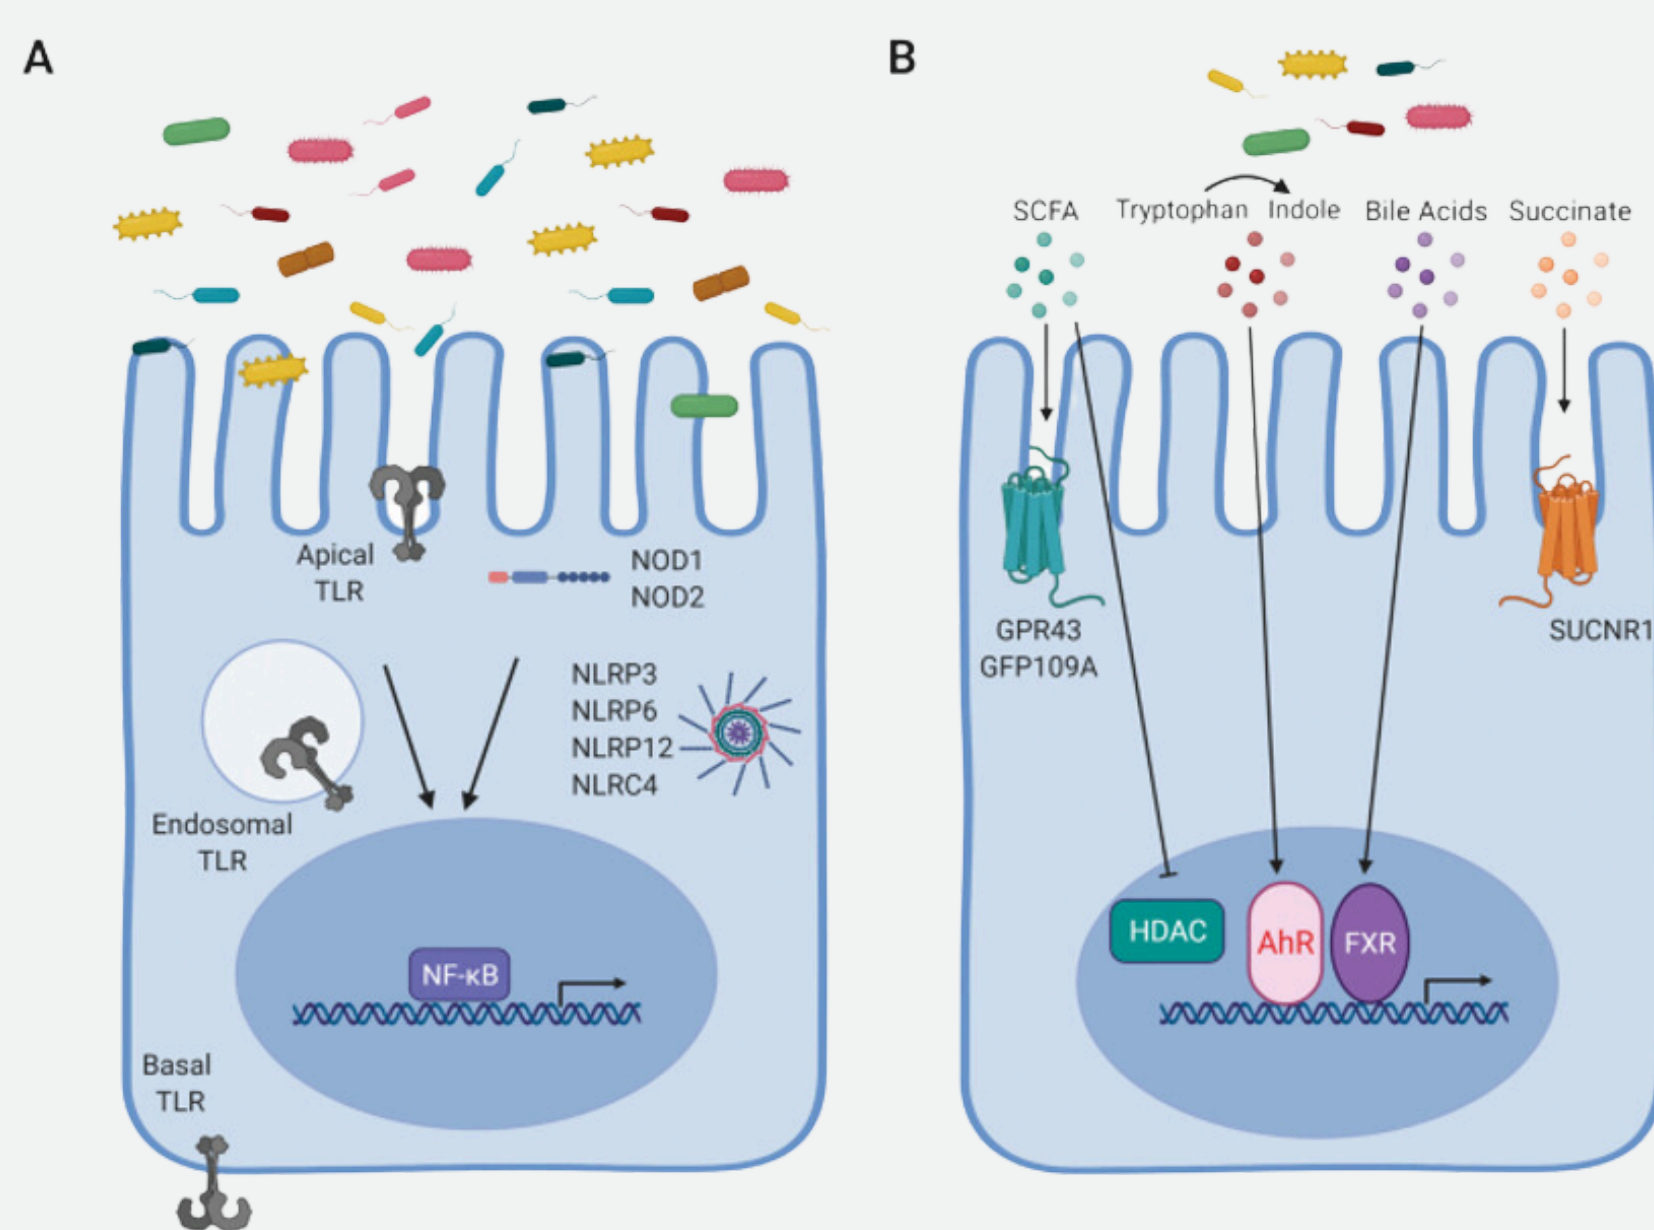 A
Apical
TLR
NOD1
NOD2
NLRP3
NLRP6
NLRP12
NLRC4
Endosomal
TLR
NF-κB
Basal
TLR
B
SCFA Tryptophan Indole Bile Acids Succinate
GPR43
GFP109A
SUCNR1
HDAC AhR FXR